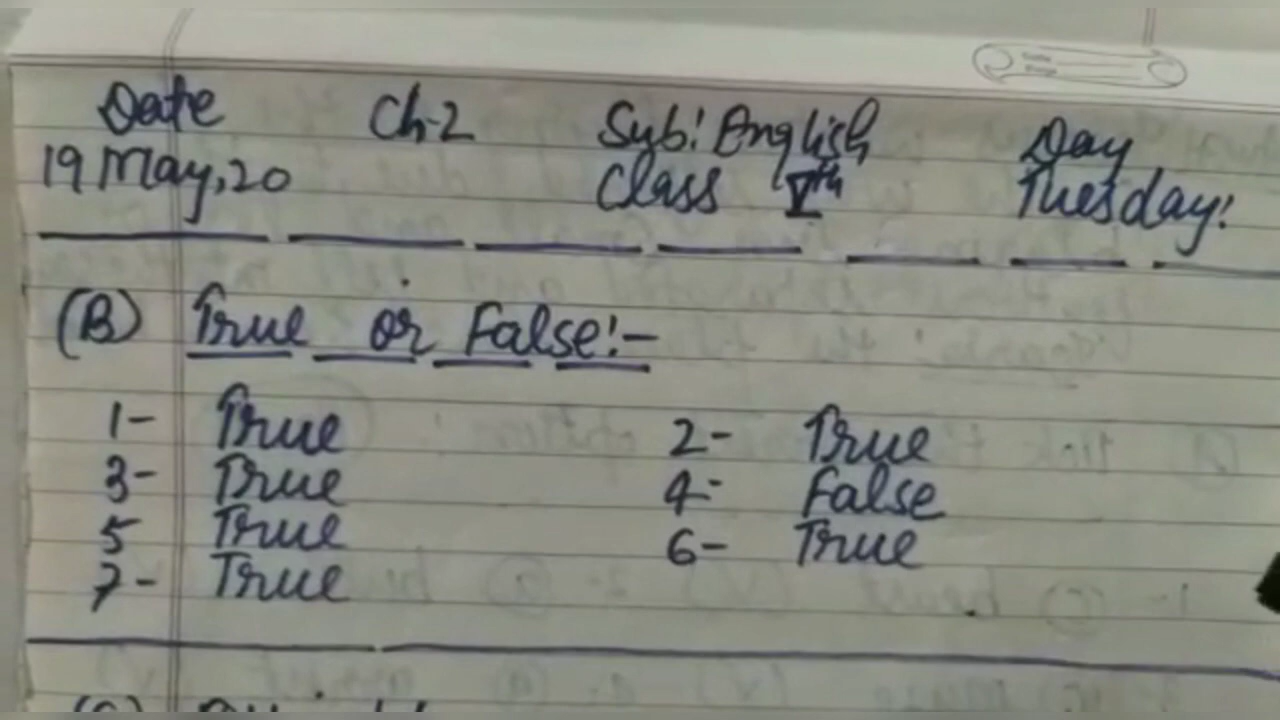 Date Ch-2 Sub: English Day
19 May, 20 Class Vth Tuesday:
(B) True or False:-
1- True 2- True
3- True 4- False
5 True 6- True
7- True